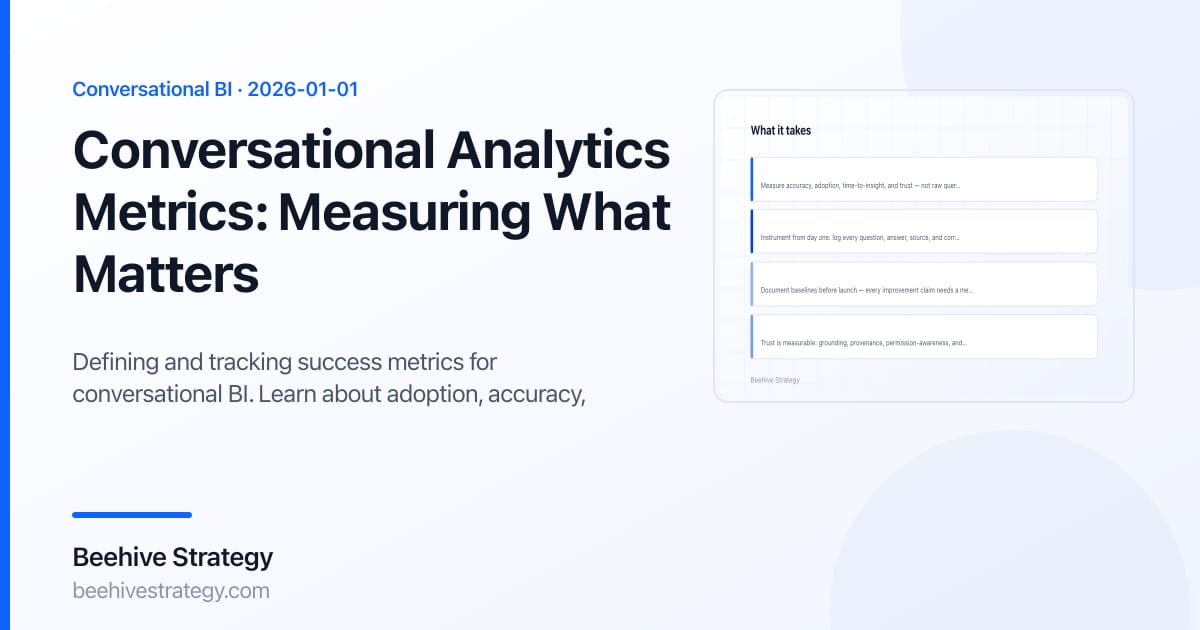 Conversational BI · 2026-01-01
Conversational Analytics
Metrics: Measuring What
Matters
Defining and tracking success metrics for
conversational BI. Learn about adoption, accuracy,
Beehive Strategy
beehivestrategy.com
What it takes
Measure accuracy, adoption, time-to-insight, and trust — not raw quer...
Instrument from day one: log every question, answer, source, and corr...
Document baselines before launch — every improvement claim needs a me...
Trust is measurable: grounding, provenance, permission-awareness, and...
Beehive Strategy